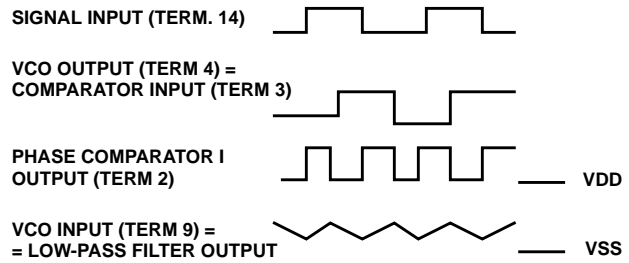 SIGNAL INPUT (TERM. 14)
VCO OUTPUT (TERM 4) =
COMPARATOR INPUT (TERM 3)
PHASE COMPARATOR I
OUTPUT (TERM 2)
VDD
VCO INPUT (TERM 9) =
= LOW-PASS FILTER OUTPUT
VSS